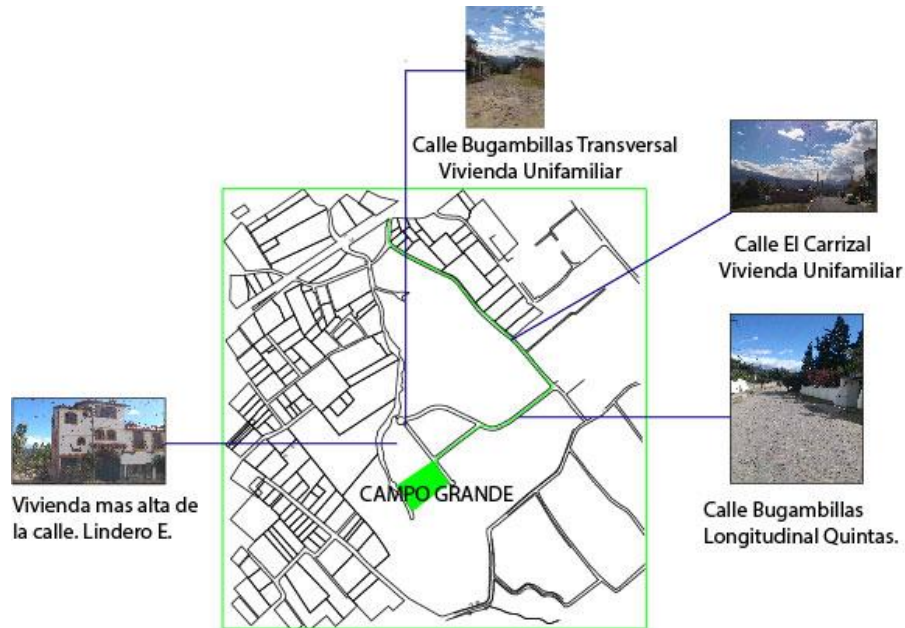 Calle Bugambillas Transversal
Vivienda Unifamiliar
Calle El Carrizal
Vivienda Unifamiliar
CAMPO GRANDE
Vivienda mas alta de
la calle. Lindero E.
Calle Bugambillas
Longitudinal Quintas.